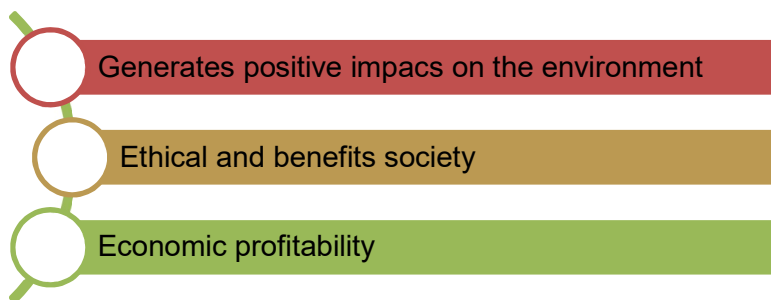 Generates positive impacs on the environment
Ethical and benefits society
Economic profitability